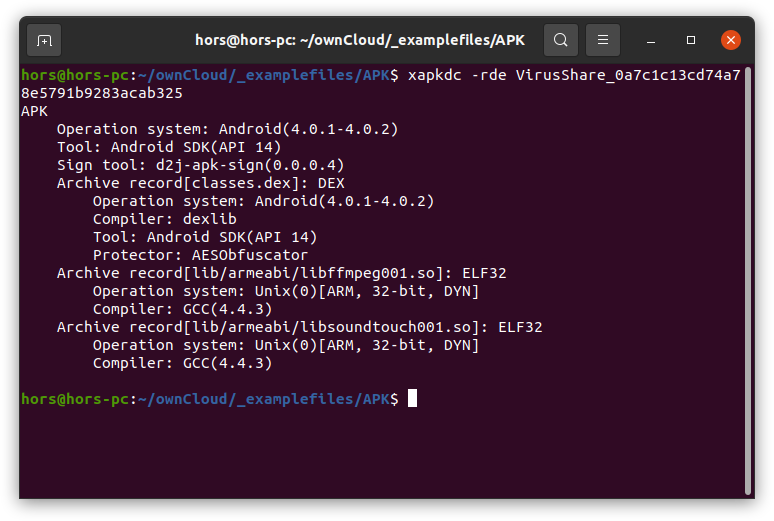 hors@hors-pc: ~/ownCloud/_examplefiles/APK
hors@hors-pc:~/ownCloud/_examplefiles/APK$ xapkdc -rde VirusShare_0a7c1c13cd74a7
8e5791b9283acab325
APK
    Operation system: Android(4.0.1-4.0.2)
    Tool: Android SDK(API 14)
    Sign tool: d2j-apk-sign(0.0.0.4)
    Archive record[classes.dex]: DEX
        Operation system: Android(4.0.1-4.0.2)
        Compiler: dexlib
        Tool: Android SDK(API 14)
        Protector: AESObfuscator
    Archive record[lib/armeabi/libffmpeg001.so]: ELF32
        Operation system: Unix(0)[ARM, 32-bit, DYN]
        Compiler: GCC(4.4.3)
    Archive record[lib/armeabi/libsoundtouch001.so]: ELF32
        Operation system: Unix(0)[ARM, 32-bit, DYN]
        Compiler: GCC(4.4.3)
hors@hors-pc:~/ownCloud/_examplefiles/APK$